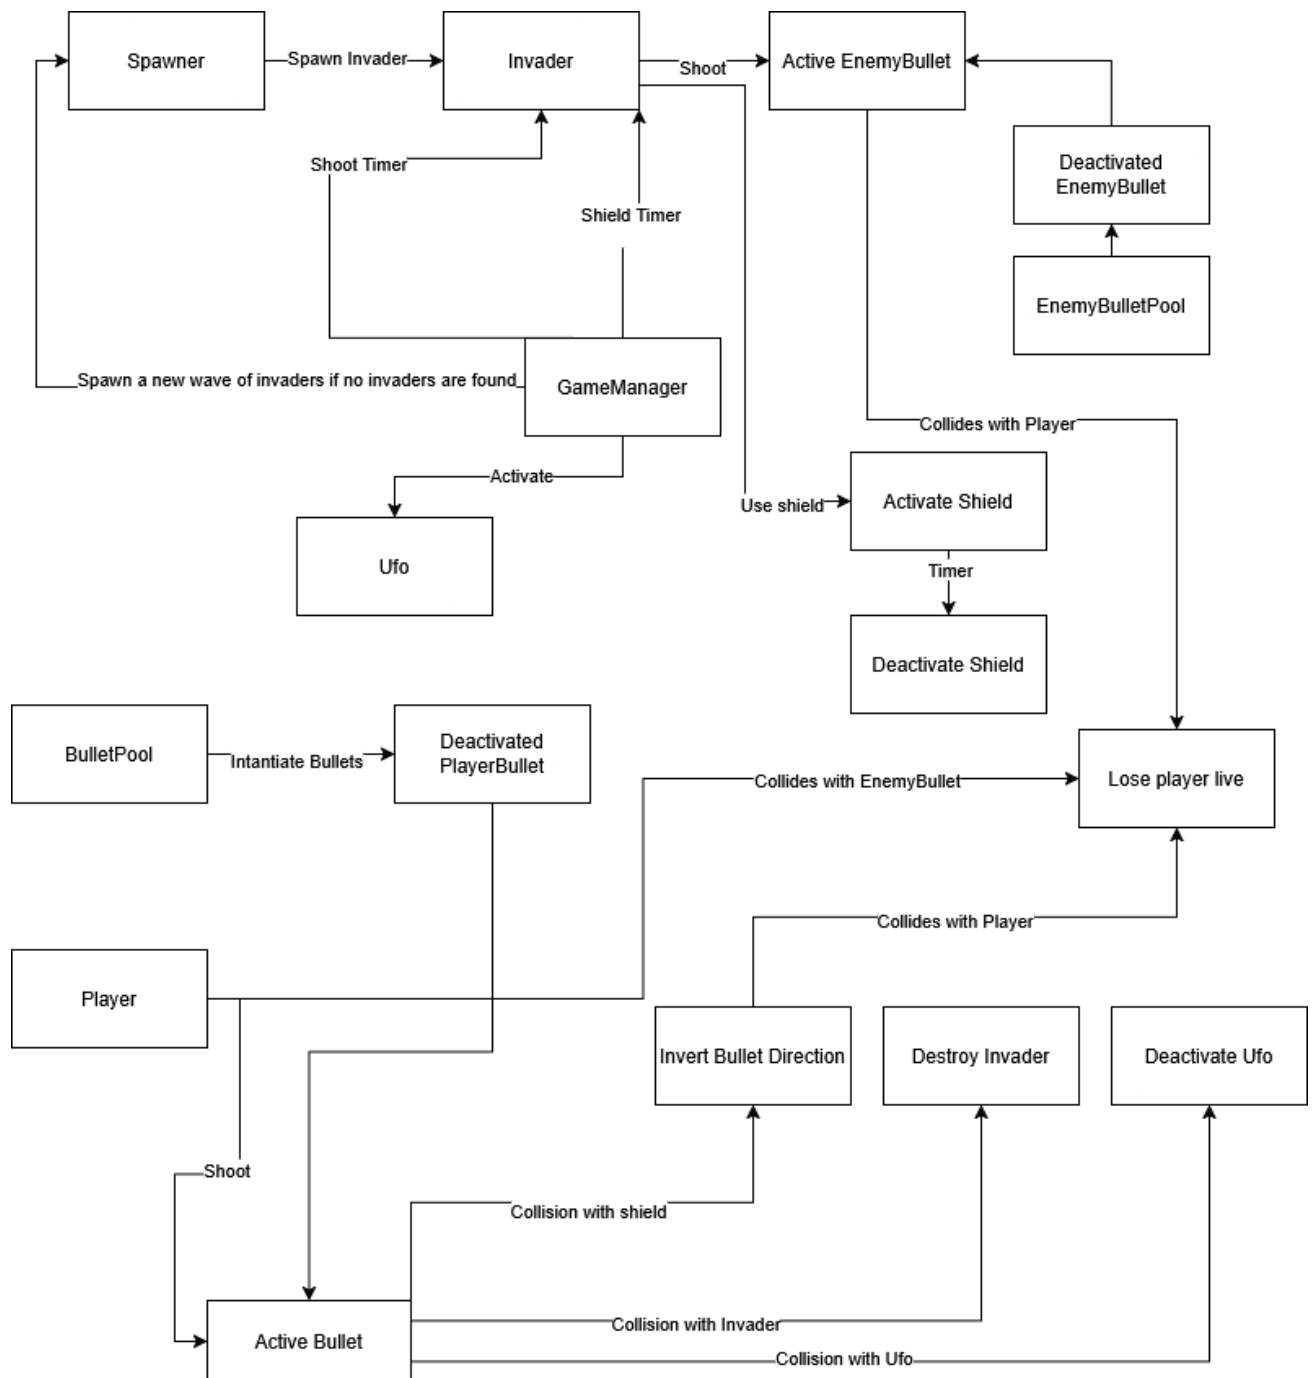 Spawner
Spawn Invader
Invader
Shoot
Active EnemyBullet
Shoot Timer
Deactivated
EnemyBullet
Shield Timer
EnemyBulletPool
Spawn a new wave of invaders if no invaders are found
GameManager
Collides with Player
Activate
Use shield
Activate Shield
Ufo
Timer
Deactivate Shield
BulletPool
Intantiate Bullets
Deactivated
PlayerBullet
Collides with EnemyBullet
Lose player live
Collides with Player
Player
Invert Bullet Direction
Destroy Invader
Deactivate Ufo
Shoot
Collision with shield
Active Bullet
Collision with Invader
Collision with Ufo